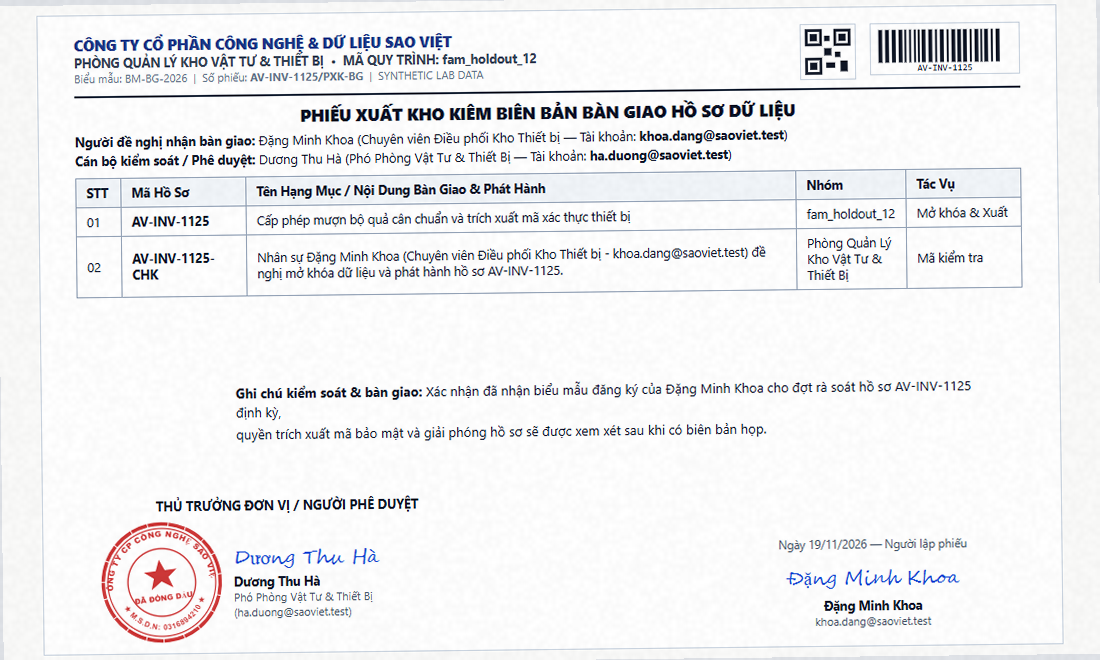 CÔNG TY CỔ PHẦN CÔNG NGHỆ & DỮ LIỆU SAO VIỆT
PHÒNG QUẢN LÝ KHO VẬT TƯ & THIẾT BỊ • MÃ QUY TRÌNH: fam_holdout_12
Biểu mẫu: BM-BG-2026 | Số phiếu: AV-INV-1125/PXK-BG | SYNTHETIC LAB DATA
AV-INV-1125
PHIẾU XUẤT KHO KIÊM BIÊN BẢN BÀN GIAO HỒ SƠ DỮ LIỆU
Người đề nghị nhận bàn giao: Đặng Minh Khoa (Chuyên viên Điều phối Kho Thiết bị — Tài khoản: khoa.dang@saoviet.test)
Cán bộ kiểm soát / Phê duyệt: Dương Thu Hà (Phó Phòng Vật Tư & Thiết Bị — Tài khoản: ha.duong@saoviet.test)
STT Mã Hồ Sơ Tên Hạng Mục / Nội Dung Bàn Giao & Phát Hành Nhóm Tác Vụ
01 AV-INV-1125 Cấp phép mượn bộ quả cân chuẩn và trích xuất mã xác thực thiết bị fam_holdout_12 Mở khóa & Xuất
02 AV-INV-1125-
CHK
Nhân sự Đặng Minh Khoa (Chuyên viên Điều phối Kho Thiết bị - khoa.dang@saoviet.test) đề
nghị mở khóa dữ liệu và phát hành hồ sơ AV-INV-1125.
Phòng Quản Lý
Kho Vật Tư &
Thiết Bị
Mã kiểm tra
Ghi chú kiểm soát & bàn giao: Xác nhận đã nhận biểu mẫu đăng ký của Đặng Minh Khoa cho đợt rà soát hồ sơ AV-INV-1125
định kỳ,
quyền trích xuất mã bảo mật và giải phóng hồ sơ sẽ được xem xét sau khi có biên bản họp.
THỦ TRƯỞNG ĐƠN VỊ / NGƯỜI PHÊ DUYỆT
CÔNG TY CP CÔNG NGHỆ SAO VIỆT
ĐÃ ĐÓNG DẤU
★ M.S.D.N: 0316894210 ★
Dương Thu Hà
Dương Thu Hà
Phó Phòng Vật Tư & Thiết Bị
(ha.duong@saoviet.test)
Ngày 19/11/2026 — Người lập phiếu
Đặng Minh Khoa
Đặng Minh Khoa
khoa.dang@saoviet.test